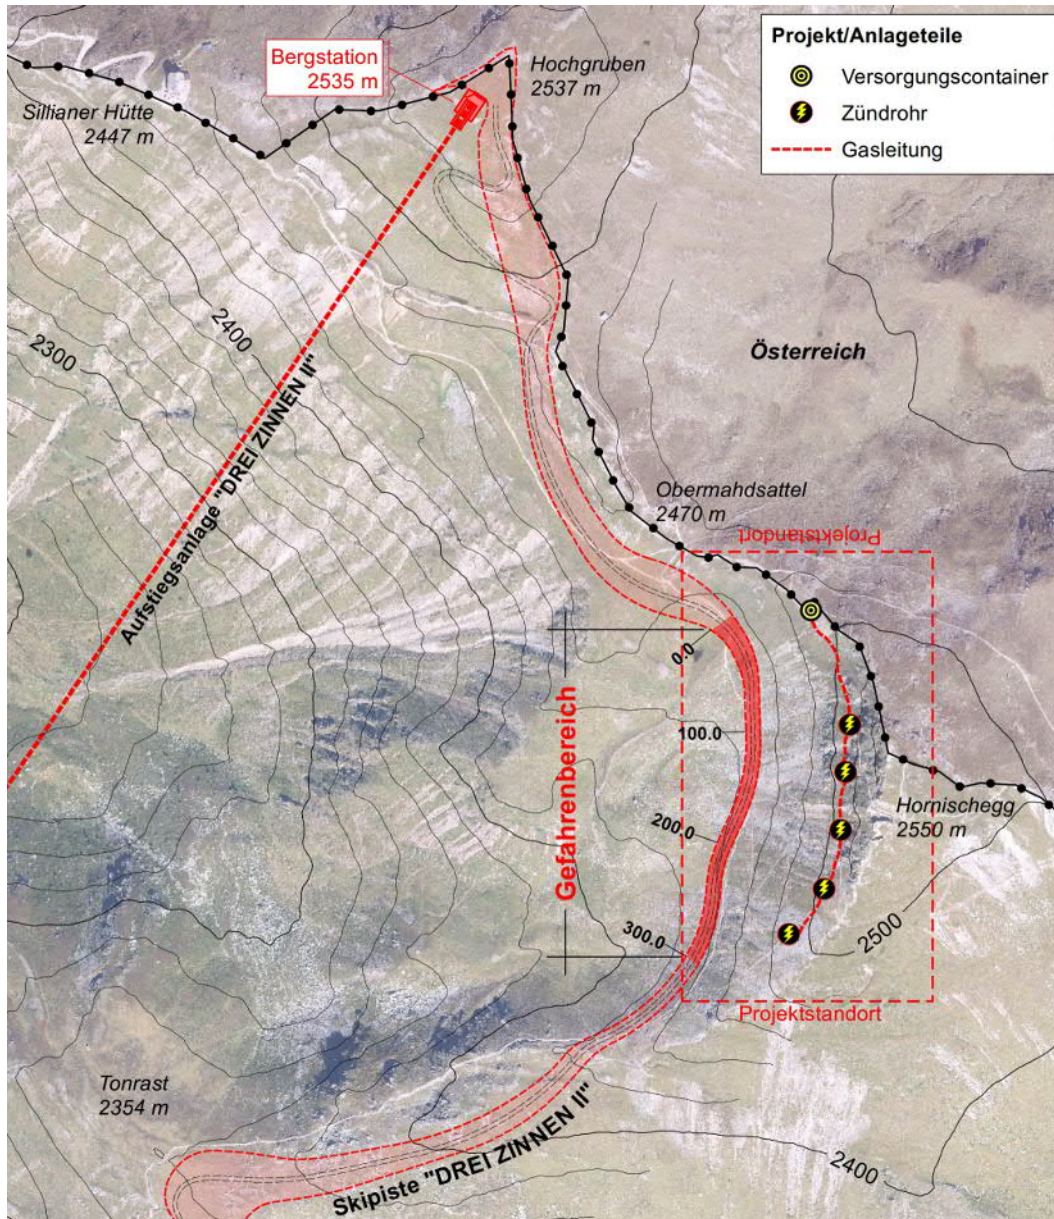 Projekt/Anlageteile
Versorgungscontainer
Zündrohr
Gasleitung
Bergstation
2535 m
Hochgruben
2537 m
Sillianer Hütte
2447 m
2300
2400
Österreich
Aufstiegsanlage "DREI ZINNEN II"
Obermahdsattel
2470 m
Projektstandort
0.0
100.0
200.0
300.0
Gefahrenbereich
Hornischegg
2550 m
2500
Projektstandort
Tonrast
2354 m
Skipiste "DREI ZINNEN II"
2400